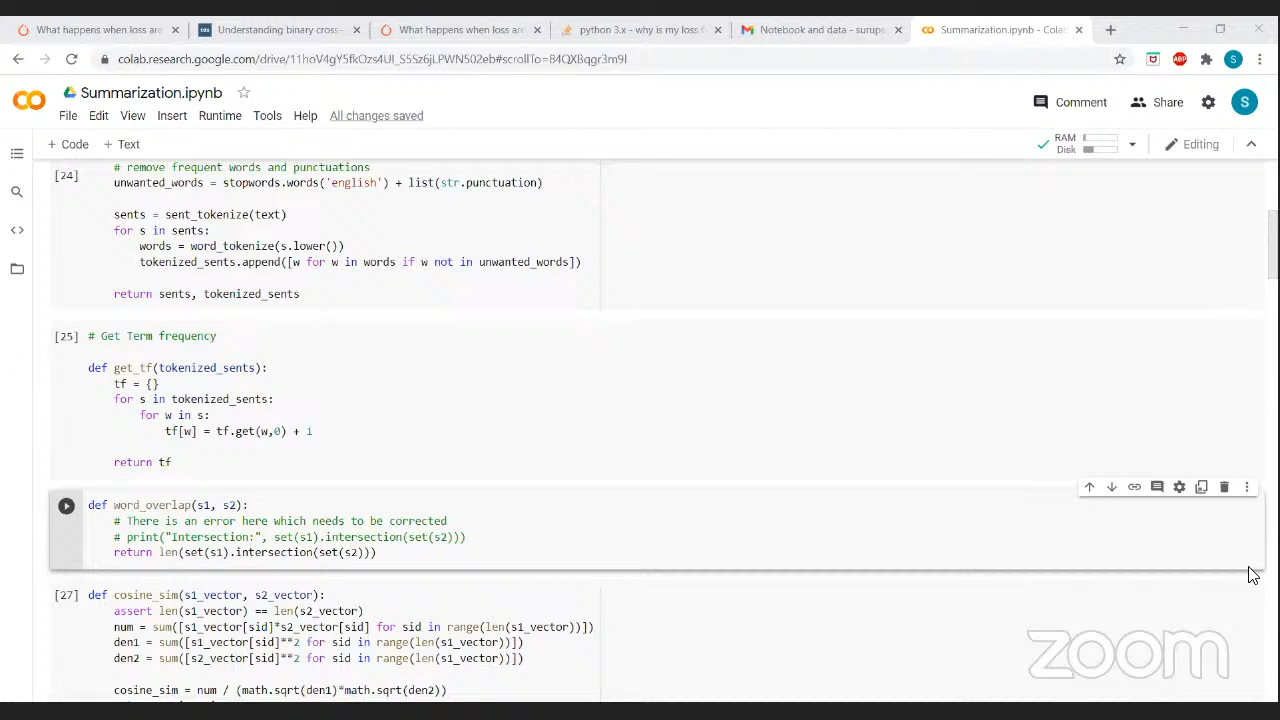 What happens when loss are
Understanding binary cross-
What happens when loss are
python 3.x - why is my loss f
Notebook and data - surupe
Summarization.ipynb - Colab
Summarization.ipynb
File Edit View Insert Runtime Tools Help All changes saved
Comment
Share
S
+ Code + Text
RAM
Disk
Editing
# remove frequent words and punctuations
[24]
unwanted_words = stopwords.words('english') + list(str.punctuation)
sents = sent_tokenize(text)
for s in sents:
words = word_tokenize(s.lower())
tokenized_sents.append([w for w in words if w not in unwanted_words])
return sents, tokenized_sents
[25] # Get Term frequency
def get_tf(tokenized_sents):
tf = {}
for s in tokenized_sents:
for w in s:
tf[w] = tf.get(w,0) + 1
return tf
def word_overlap(s1, s2):
# There is an error here which needs to be corrected
# print("Intersection:", set(s1).intersection(set(s2)))
return len(set(s1).intersection(set(s2)))
[27] def cosine_sim(s1_vector, s2_vector):
assert len(s1_vector) == len(s2_vector)
num = sum([s1_vector[sid]*s2_vector[sid] for sid in range(len(s1_vector))])
den1 = sum([s1_vector[sid]**2 for sid in range(len(s1_vector))])
den2 = sum([s2_vector[sid]**2 for sid in range(len(s1_vector))])
cosine_sim = num / (math.sqrt(den1)*math.sqrt(den2))
zoom